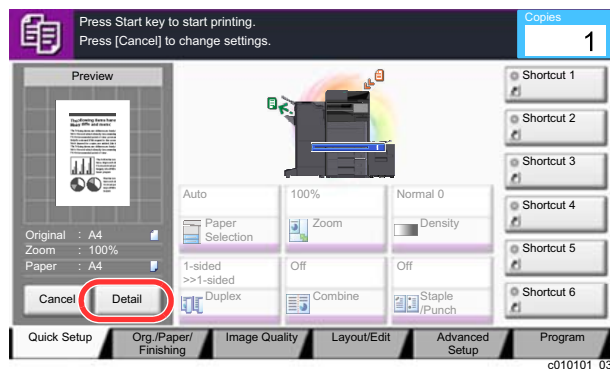 Press Start key to start printing.
Press [Cancel] to change settings.
Copies
1
Preview
Original : A4
Zoom : 100%
Paper : A4
Cancel
Detail
Auto
Paper
Selection
100%
Zoom
Normal 0
Density
1-sided
>>1-sided
Duplex
Off
Combine
Off
Staple
/Punch
Shortcut 1
Shortcut 2
Shortcut 3
Shortcut 4
Shortcut 5
Shortcut 6
Quick Setup
Org./Paper/
Finishing
Image Quality
Layout/Edit
Advanced
Setup
Program
c010101_03